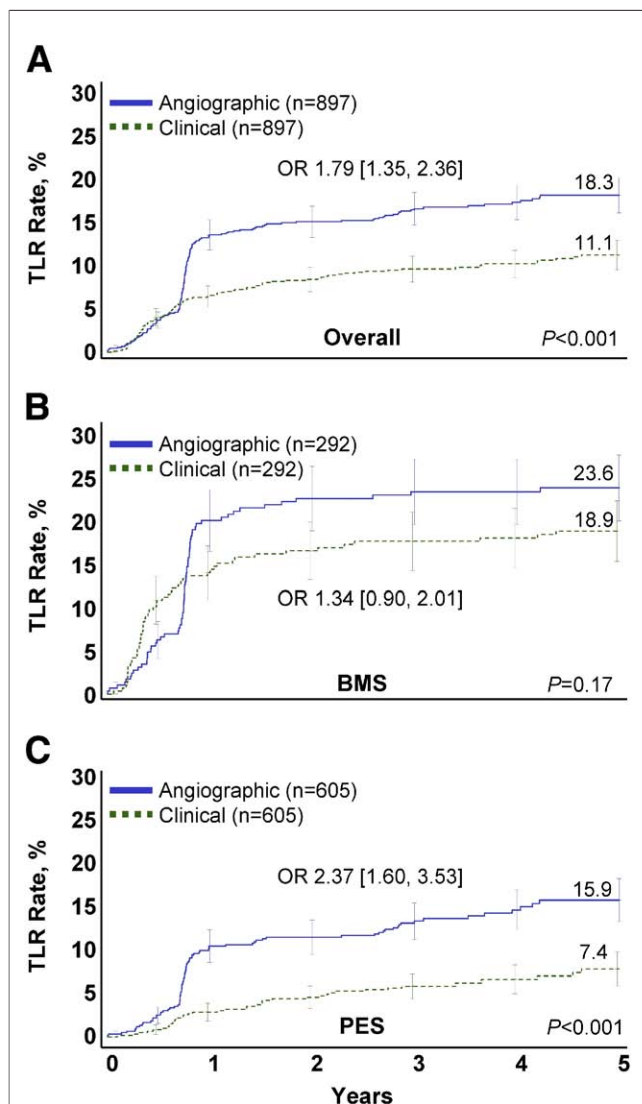 A
30
25
20
15
10
5
0
TLR Rate, %
Angiographic (n=897)
Clinical (n=897)
OR 1.79 [1.35, 2.36]
18.3
11.1
Overall
P<0.001
B
30
25
20
15
10
5
0
TLR Rate, %
Angiographic (n=292)
Clinical (n=292)
23.6
18.9
OR 1.34 [0.90, 2.01]
BMS
P=0.17
C
30
25
20
15
10
5
0
TLR Rate, %
Angiographic (n=605)
Clinical (n=605)
OR 2.37 [1.60, 3.53]
15.9
7.4
PES
P<0.001
0 1 2 3 4 5
Years